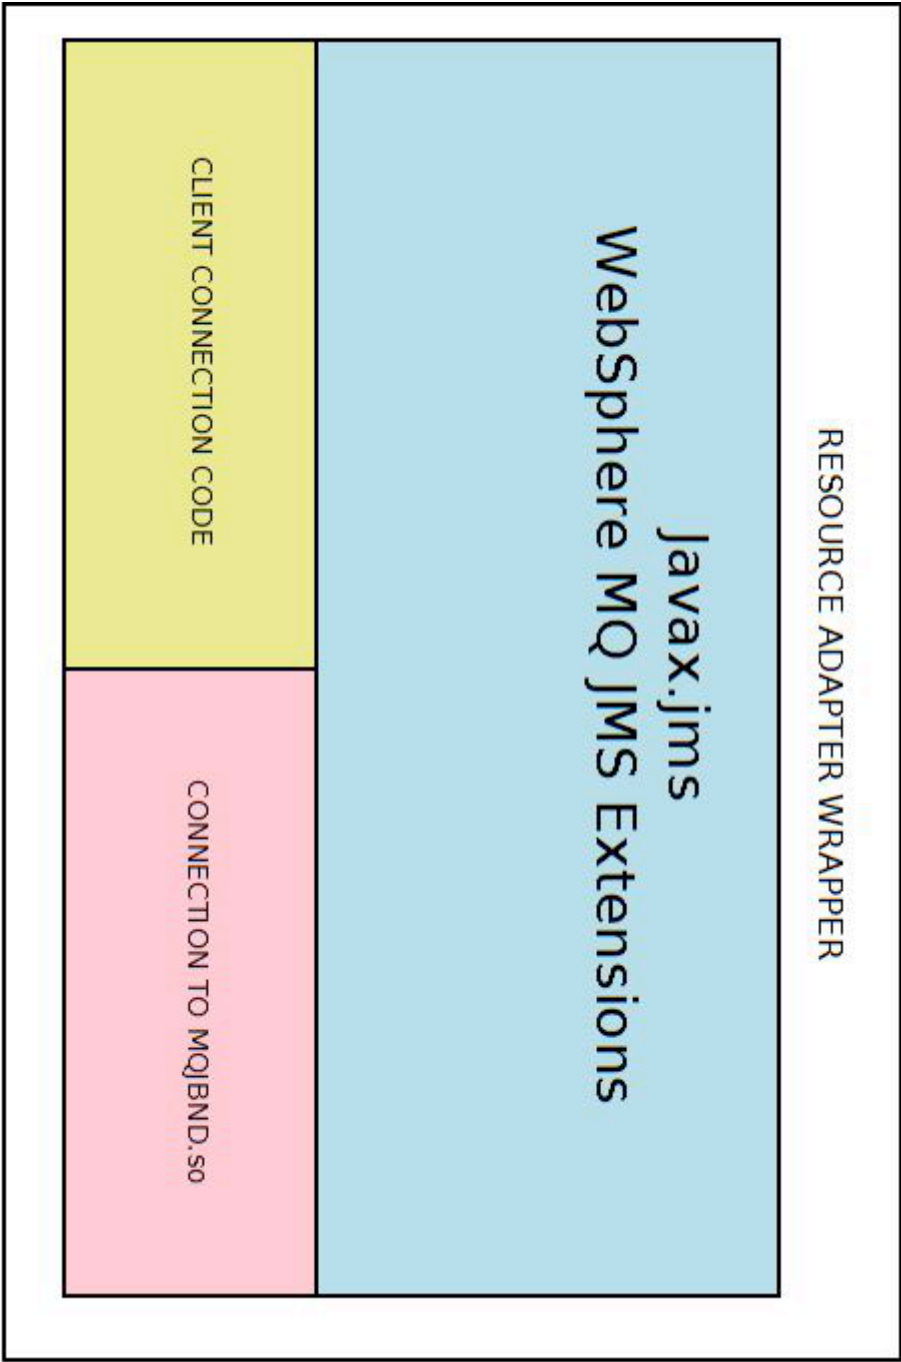 RESOURCE ADAPTER WRAPPER
Javax.jms
WebSphere MQ JMS Extensions
CLIENT CONNECTION CODE
CONNECTION TO MQJBND.so